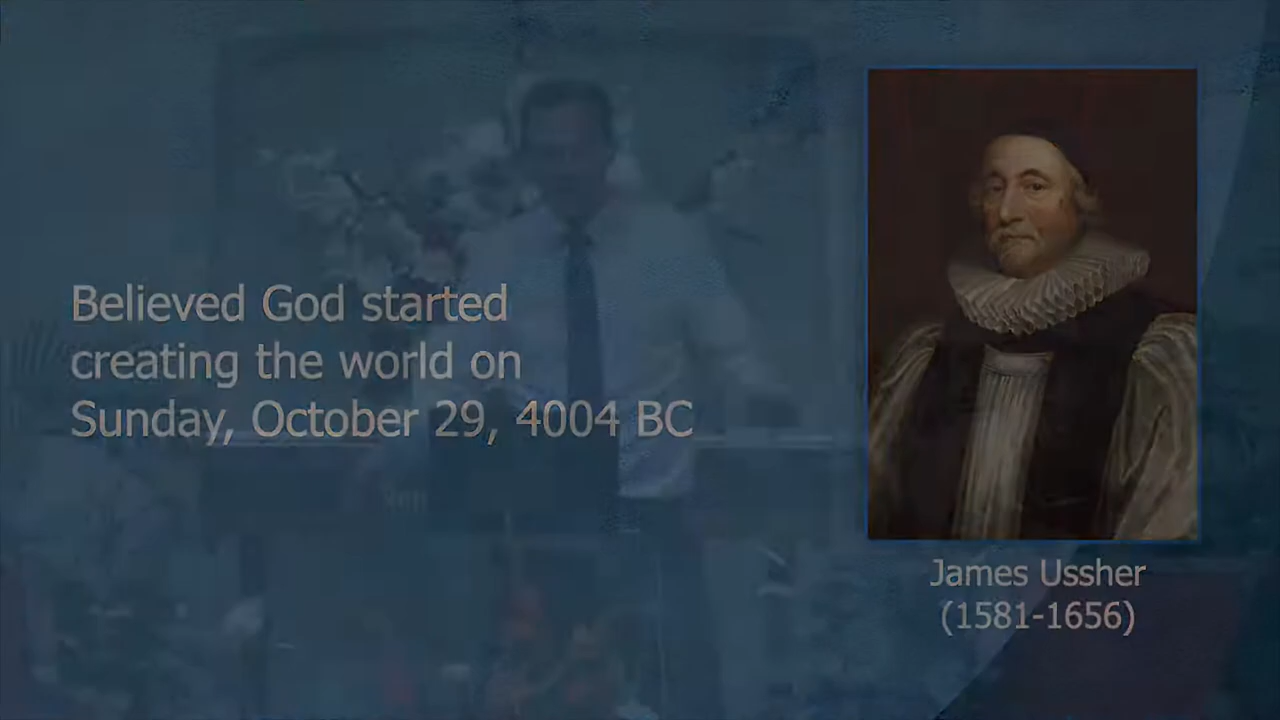 Believed God started
creating the world on
Sunday, October 29, 4004 BC
James Ussher
(1581-1656)